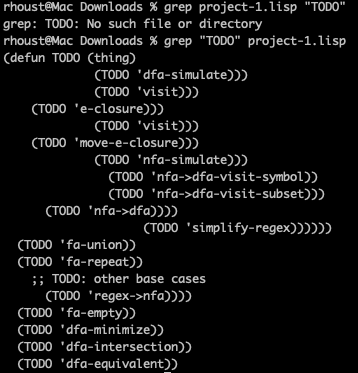 rhoust@Mac Downloads % grep project-1.lisp "TODO"
grep: TODO: No such file or directory
rhoust@Mac Downloads % grep "TODO" project-1.lisp
(defun TODO (thing)
            (TODO 'dfa-simulate)))
            (TODO 'visit)))
    (TODO 'e-closure)))
            (TODO 'visit)))
    (TODO 'move-e-closure)))
            (TODO 'nfa-simulate)))
              (TODO 'nfa->dfa-visit-symbol))
              (TODO 'nfa->dfa-visit-subset)))
      (TODO 'nfa->dfa))))
                   (TODO 'simplify-regex))))))
  (TODO 'fa-union))
  (TODO 'fa-repeat))
    ;; TODO: other base cases
      (TODO 'regex->nfa))))
  (TODO 'fa-empty))
  (TODO 'dfa-minimize))
  (TODO 'dfa-intersection))
  (TODO 'dfa-equivalent))